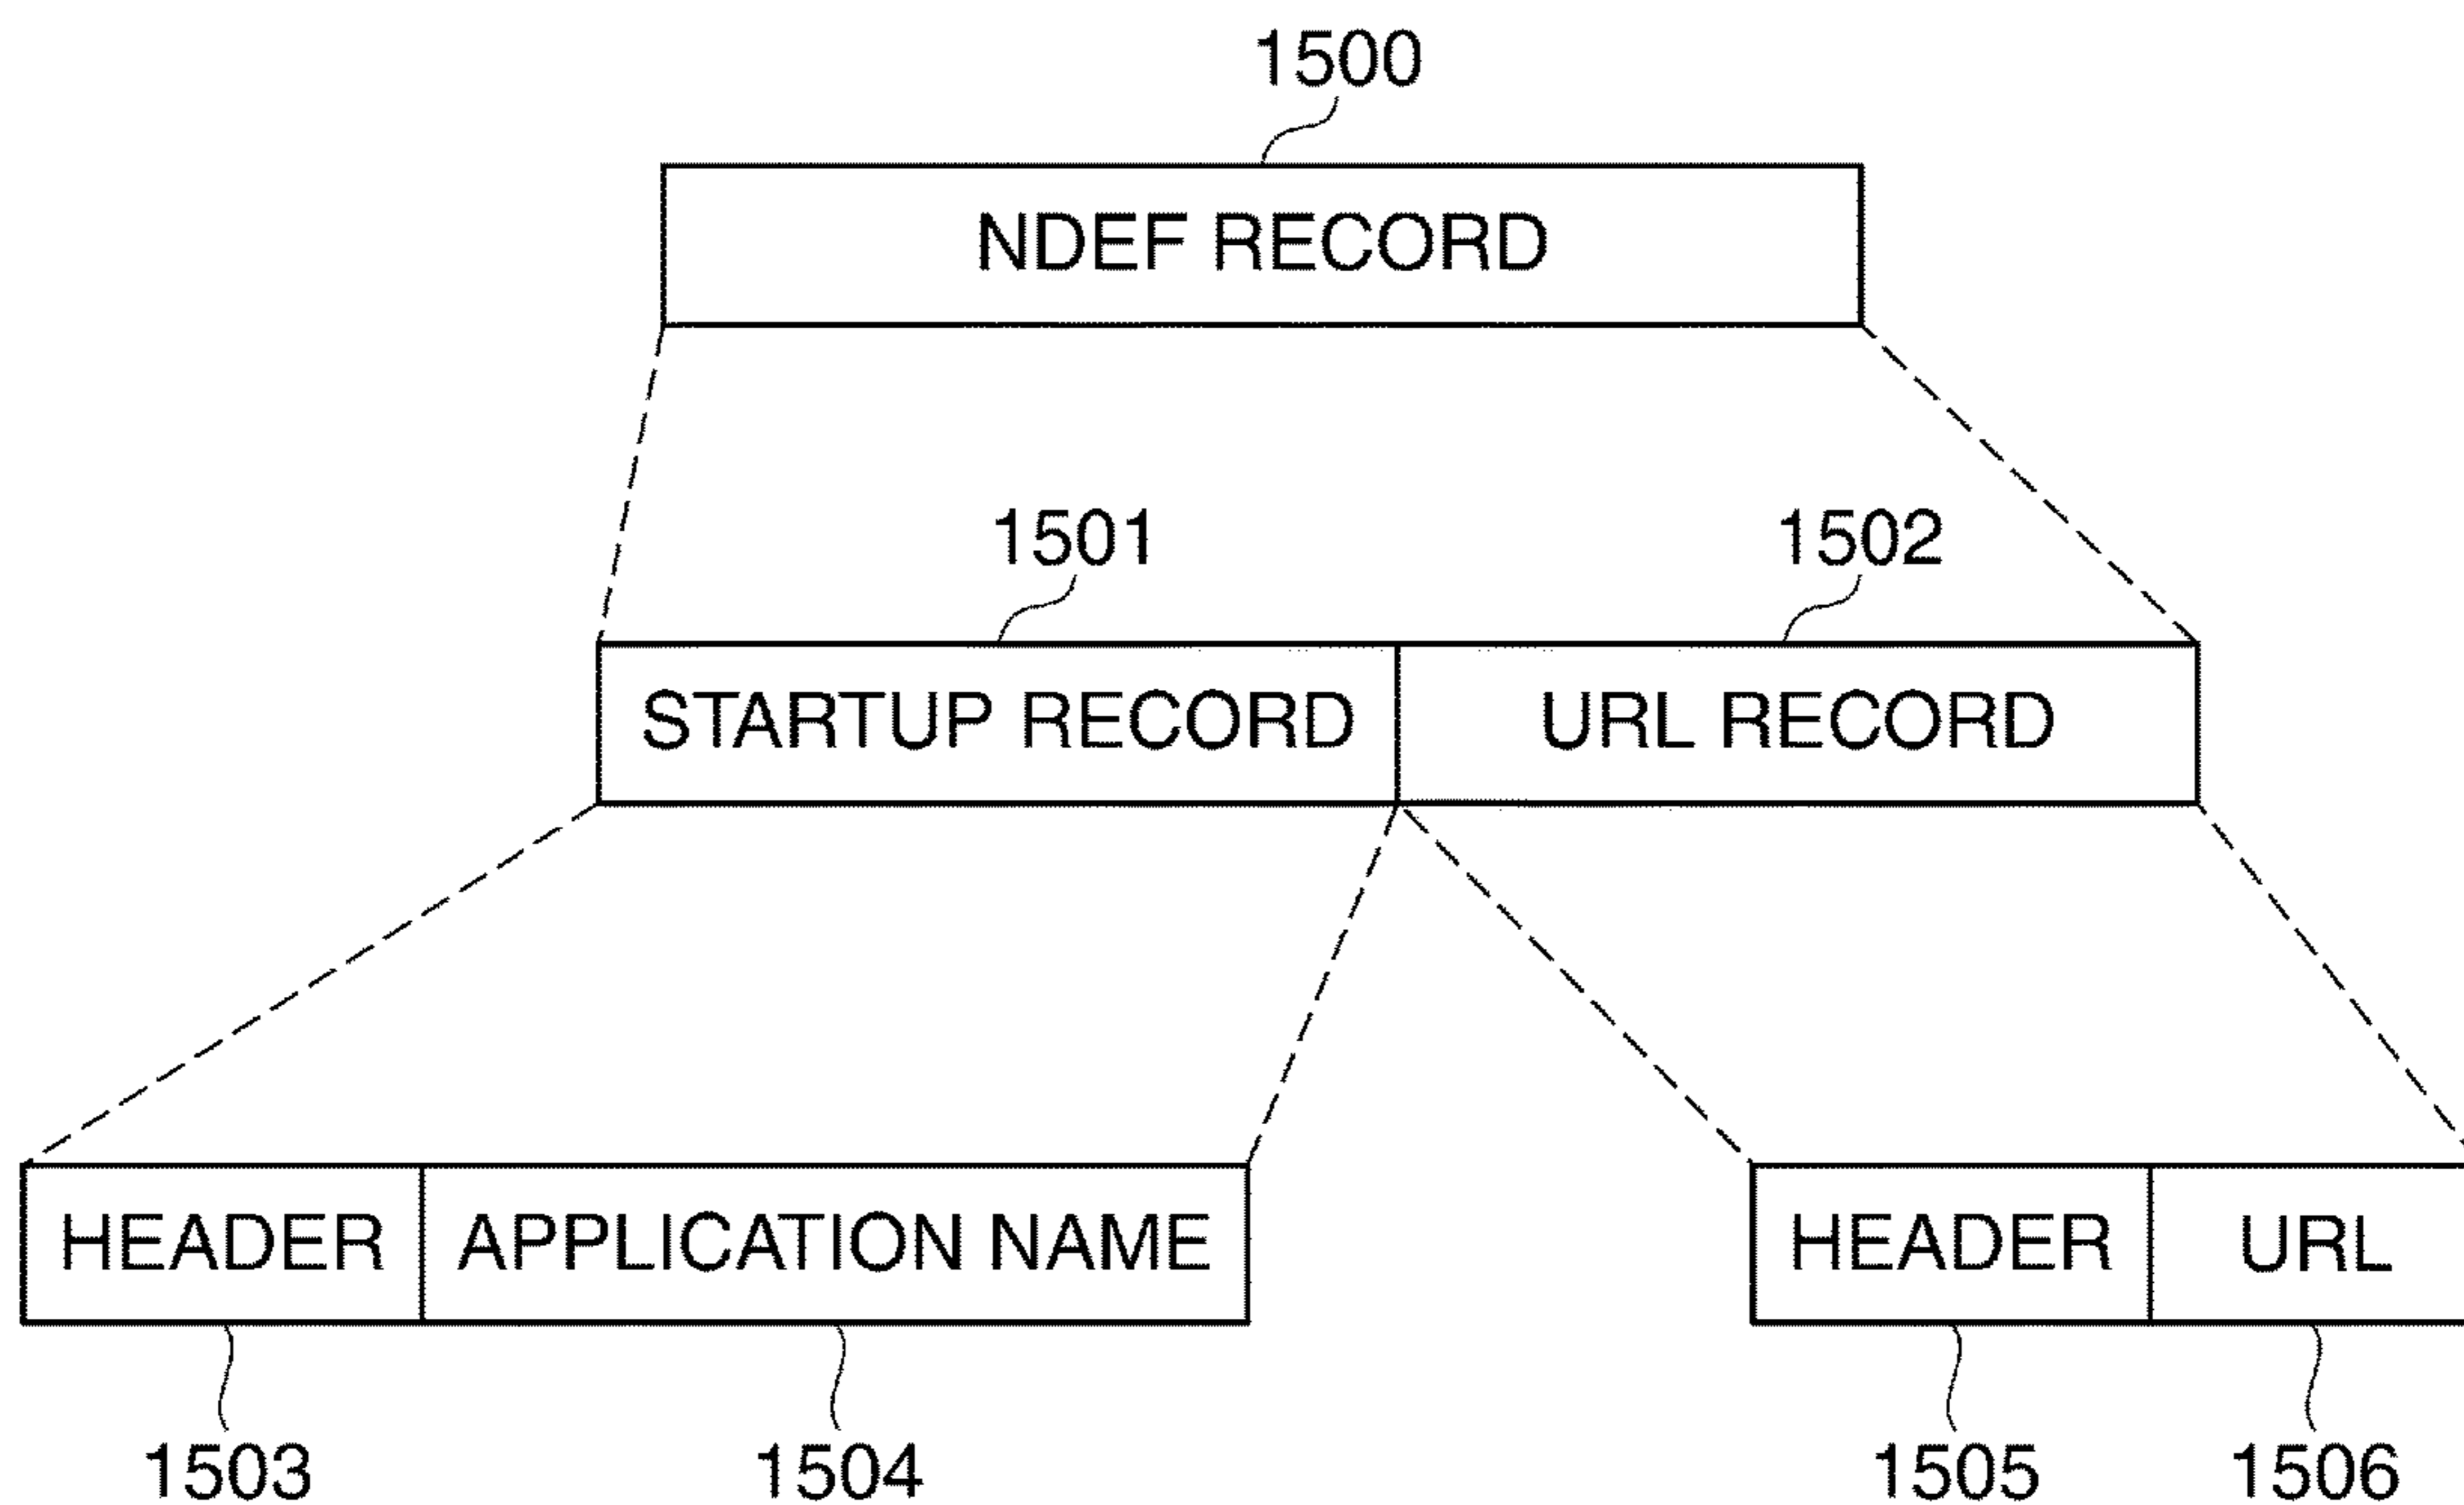 1500
NDEF RECORD
1501 1502
STARTUP RECORD URL RECORD
HEADER APPLICATION NAME HEADER URL
1503 1504 1505 1506